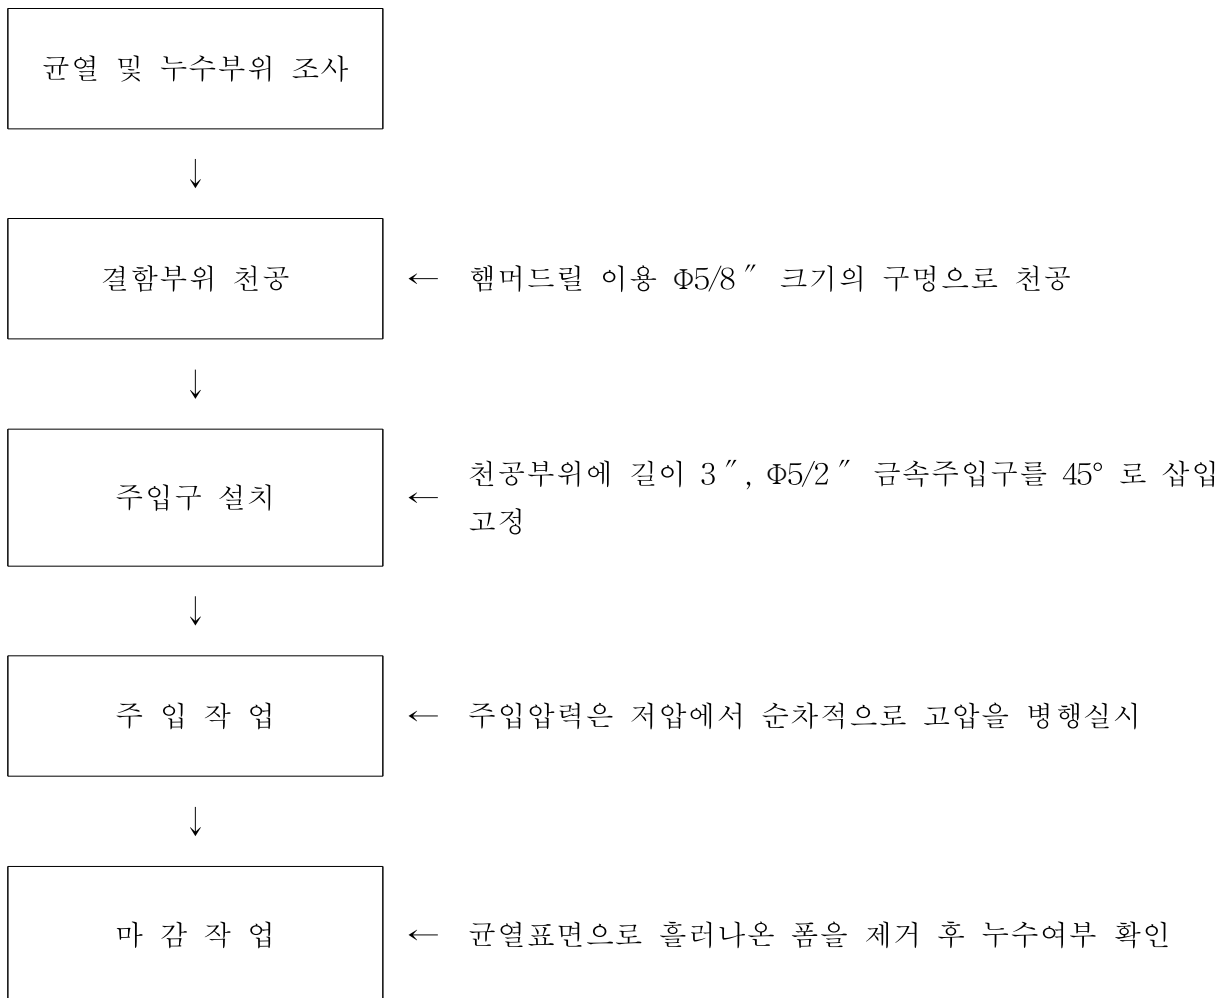 균열 및 누수부위 조사
↓
결함부위 천공 ← 햄머드릴 이용 Φ5/8″ 크기의 구멍으로 천공
↓
주입구 설치 ← 천공부위에 길이 3″, Φ5/2″ 금속주입구를 45° 로 삽입
고정
↓
주 입 작 업 ← 주입압력은 저압에서 순차적으로 고압을 병행실시
↓
마 감 작 업 ← 균열표면으로 흘러나온 폼을 제거 후 누수여부 확인